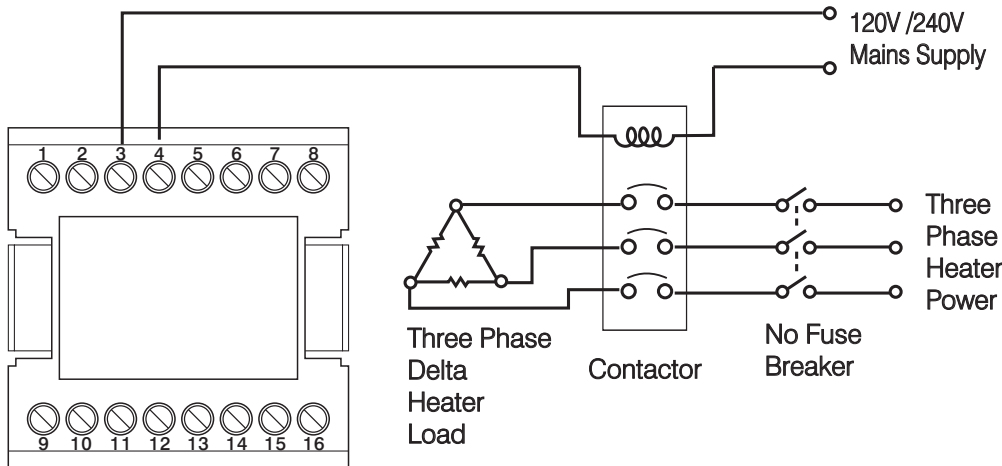 120V /240V
Mains Supply
1 2 3 4 5 6 7 8
Three
Phase
Heater
Power
Three Phase
Delta
Heater
Load
Contactor
No Fuse
Breaker
9 10 11 12 13 14 15 16